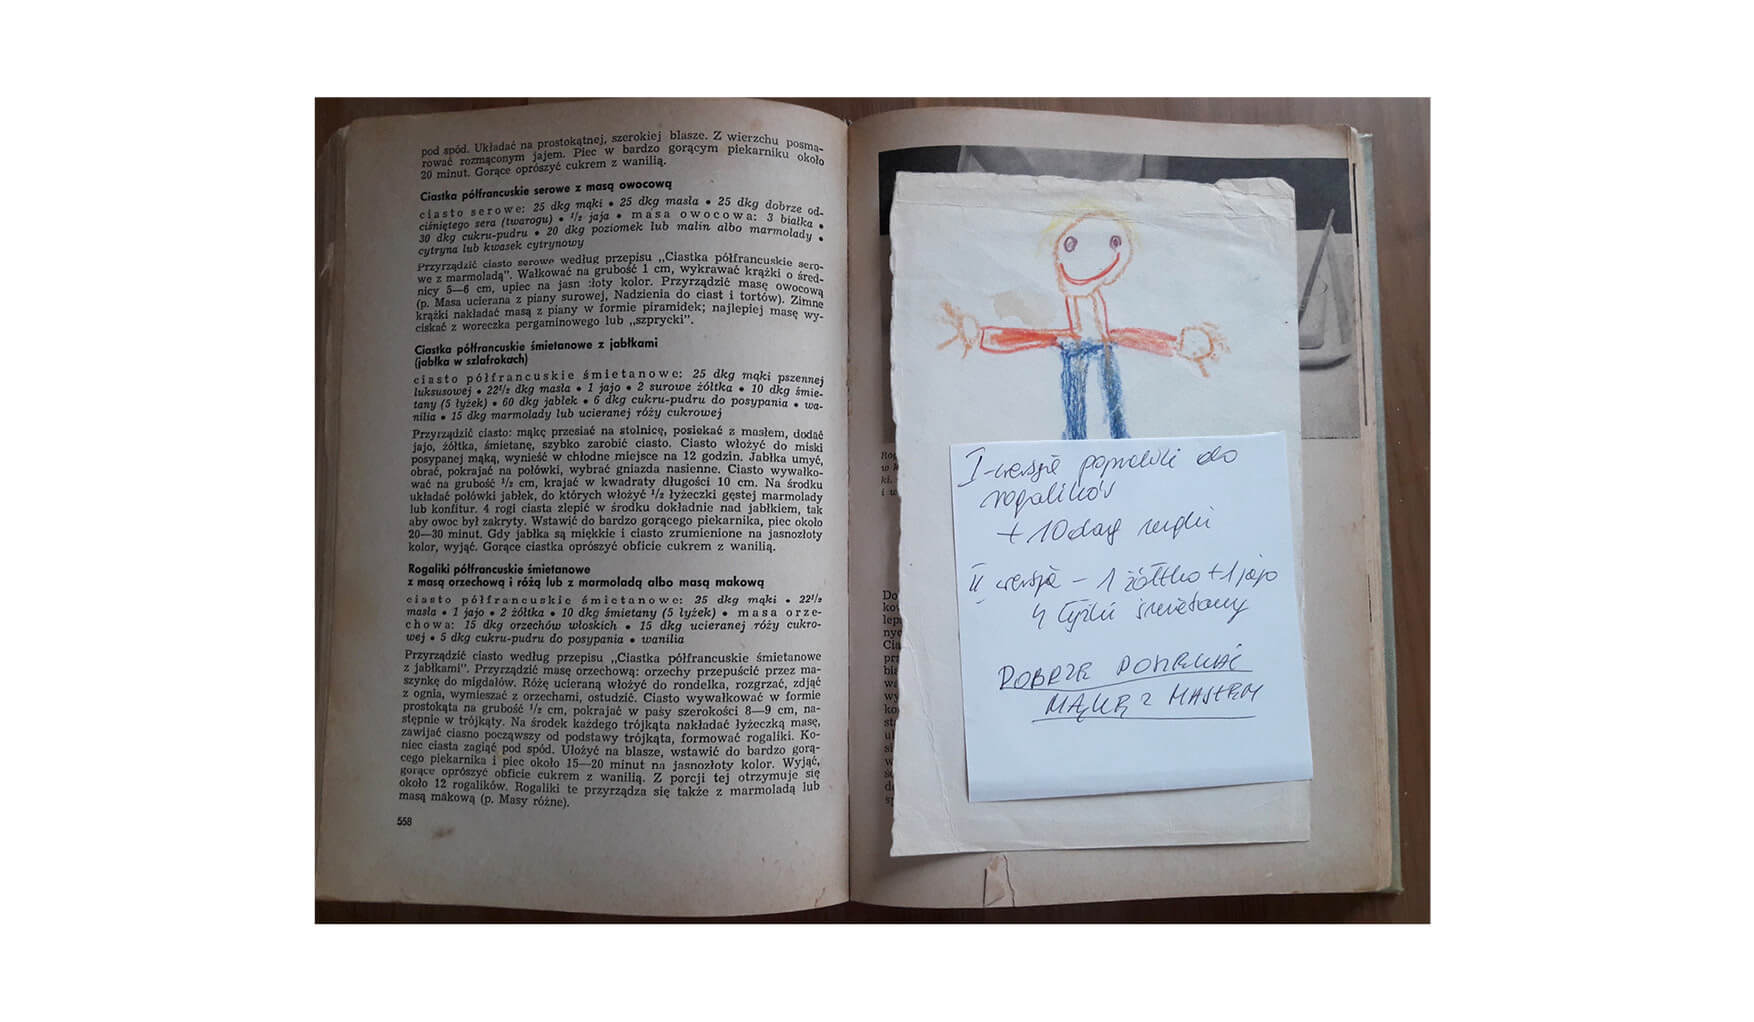 pod spód. Układać na prostokątnej, szerokiej blasze. Z wierzchu posma-
rować rozmąconym jajem. Piec w bardzo gorącym piekarniku około
20 minut. Gorące oprószyć cukrem z wanilią.
Ciastka półfrancuskie serowe z masą owocową
ciasto serowe: 25 dkg mąki • 25 dkg masła • 25 dkg dobrze od-
ciśniętego sera (twarogu) • 1/2 jaja • masa owocowa: 3 białka •
30 dkg cukru-pudru • 20 dkg poziomek lub malin albo marmolady •
cytryna lub kwasek cytrynowy
Przyrządzić ciasto serowe według przepisu „Ciastka półfrancuskie sero-
we z marmoladą”. Wałkować na grubość 1 cm, wykrawać krążki o śred-
nicy 5—6 cm, upiec na jasn złoty kolor. Przyrządzić masę owocową
(p. Masa ucierana z piany surowej, Nadzienia do ciast i tortów). Zimne
krążki nakładać masą z piany w formie piramidek; najlepiej masę wy-
ciskać z woreczka pergaminowego lub „szprycki”.
Ciastka półfrancuskie śmietanowe z jabłkami
(jabłka w szlafrokach)
ciasto półfrancuskie śmietanowe: 25 dkg mąki pszennej
luksusowej • 22 1/2 dkg masła • 1 jajo • 2 surowe żółtka • 10 dkg śmie-
tany (5 łyżek) • 60 dkg jabłek • 6 dkg cukru-pudru do posypania • wa-
nilia • 15 dkg marmolady lub ucieranej róży cukrowej
Przyrządzić ciasto: mąkę przesiać na stolnicę, posiekać z masłem, dodać
jajo, żółtka, śmietanę, szybko zarobić ciasto. Ciasto włożyć do miski
posypanej mąką, wynieść w chłodne miejsce na 12 godzin. Jabłka umyć,
obrać, pokrajać na połówki, wybrać gniazda nasienne. Ciasto wywałko-
wać na grubość 1/2 cm, krajać w kwadraty długości 10 cm. Na środku
układać połówki jabłek, do których włożyć 1/2 łyżeczki gęstej marmolady
lub konfitur. 4 rogi ciasta zlepić w środku dokładnie nad jabłkiem, tak
aby owoc był zakryty. Wstawić do bardzo gorącego piekarnika, piec około
20—30 minut. Gdy jabłka są miękkie i ciasto zrumienione na jasnozłoty
kolor, wyjąć. Gorące ciastka oprószyć obficie cukrem z wanilią.
Rogaliki półfrancuskie śmietanowe
z masą orzechową i różą lub z marmoladą albo masą makową
ciasto półfrancuskie śmietanowe: 25 dkg mąki • 22 1/2
masła • 1 jajo • 2 żółtka • 10 dkg śmietany (5 łyżek) • masa orze-
chowa: 15 dkg orzechów włoskich • 15 dkg ucieranej róży cukro-
wej • 5 dkg cukru-pudru do posypania • wanilia
Przyrządzić ciasto według przepisu „Ciastka półfrancuskie śmietanowe
z jabłkami”. Przyrządzić masę orzechową: orzechy przepuścić przez ma-
szynkę do migdałów. Różę ucieraną włożyć do rondelka, rozgrzać, zdjąć
z ognia, wymieszać z orzechami, ostudzić. Ciasto wywałkować w formie
prostokąta na grubość 1/2 cm, pokrajać w pasy szerokości 8—9 cm, na-
stępnie w trójkąty. Na środek każdego trójkąta nakładać łyżeczką masę,
zawijać ciasno począwszy od podstawy trójkąta, formować rogaliki. Ko-
niec ciasta zagiąć pod spód. Ułożyć na blasze, wstawić do bardzo gorą-
cego piekarnika i piec około 15—20 minut na jasnozłoty kolor. Wyjąć,
gorące oprószyć obficie cukrem z wanilią. Z porcji tej otrzymuje się
około 12 rogalików. Rogaliki te przyrządza się także z marmoladą lub
masą makową (p. Masy różne).
558
I-wersja poprawki do
rogalików
+ 10 dag mąki
II wersja - 1 żółtko + 1 jajo
4 łyżki śmietany
DOBRZE POSIEKAĆ
MĄKĘ Z MASŁEM